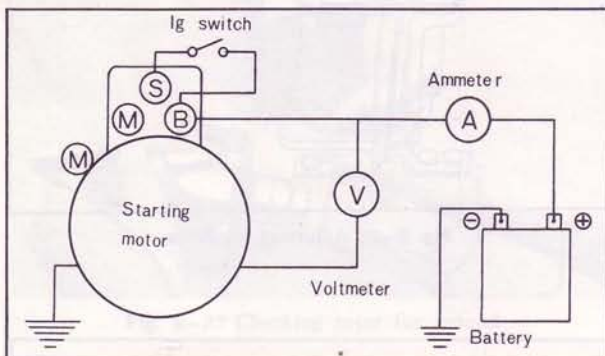 Ig switch
S
Ammeter
M
B
A
M
V
Starting
motor
⊖
⊕
Voltmeter
Battery